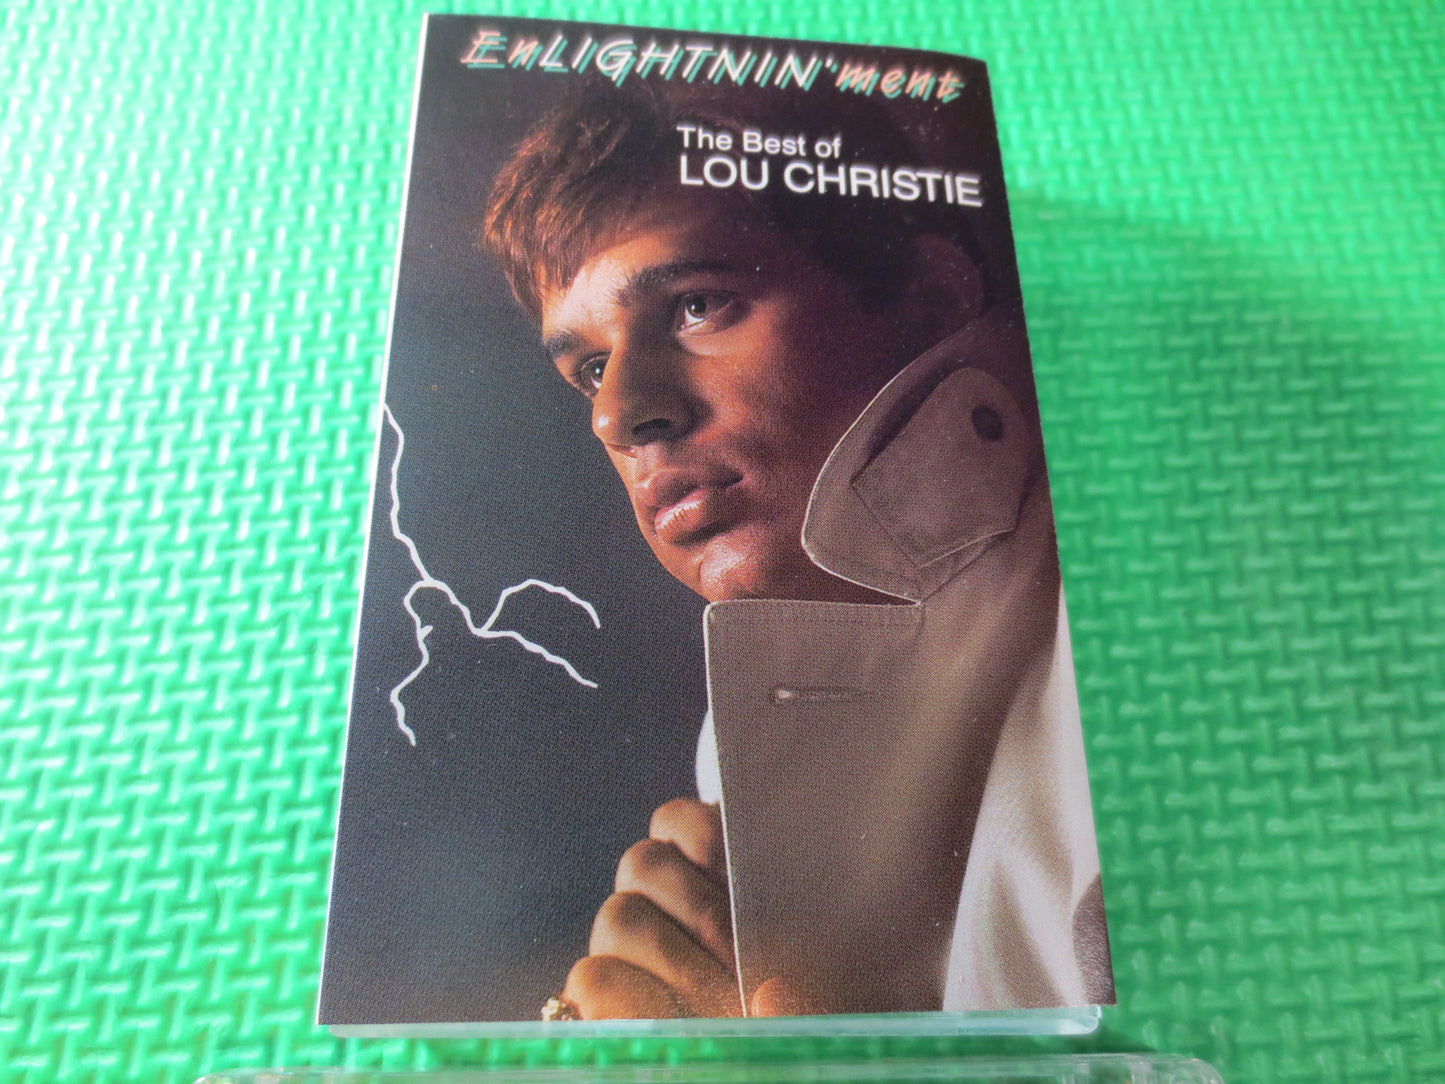 EnLIGHTNIN'ment
The Best of
LOU CHRISTIE